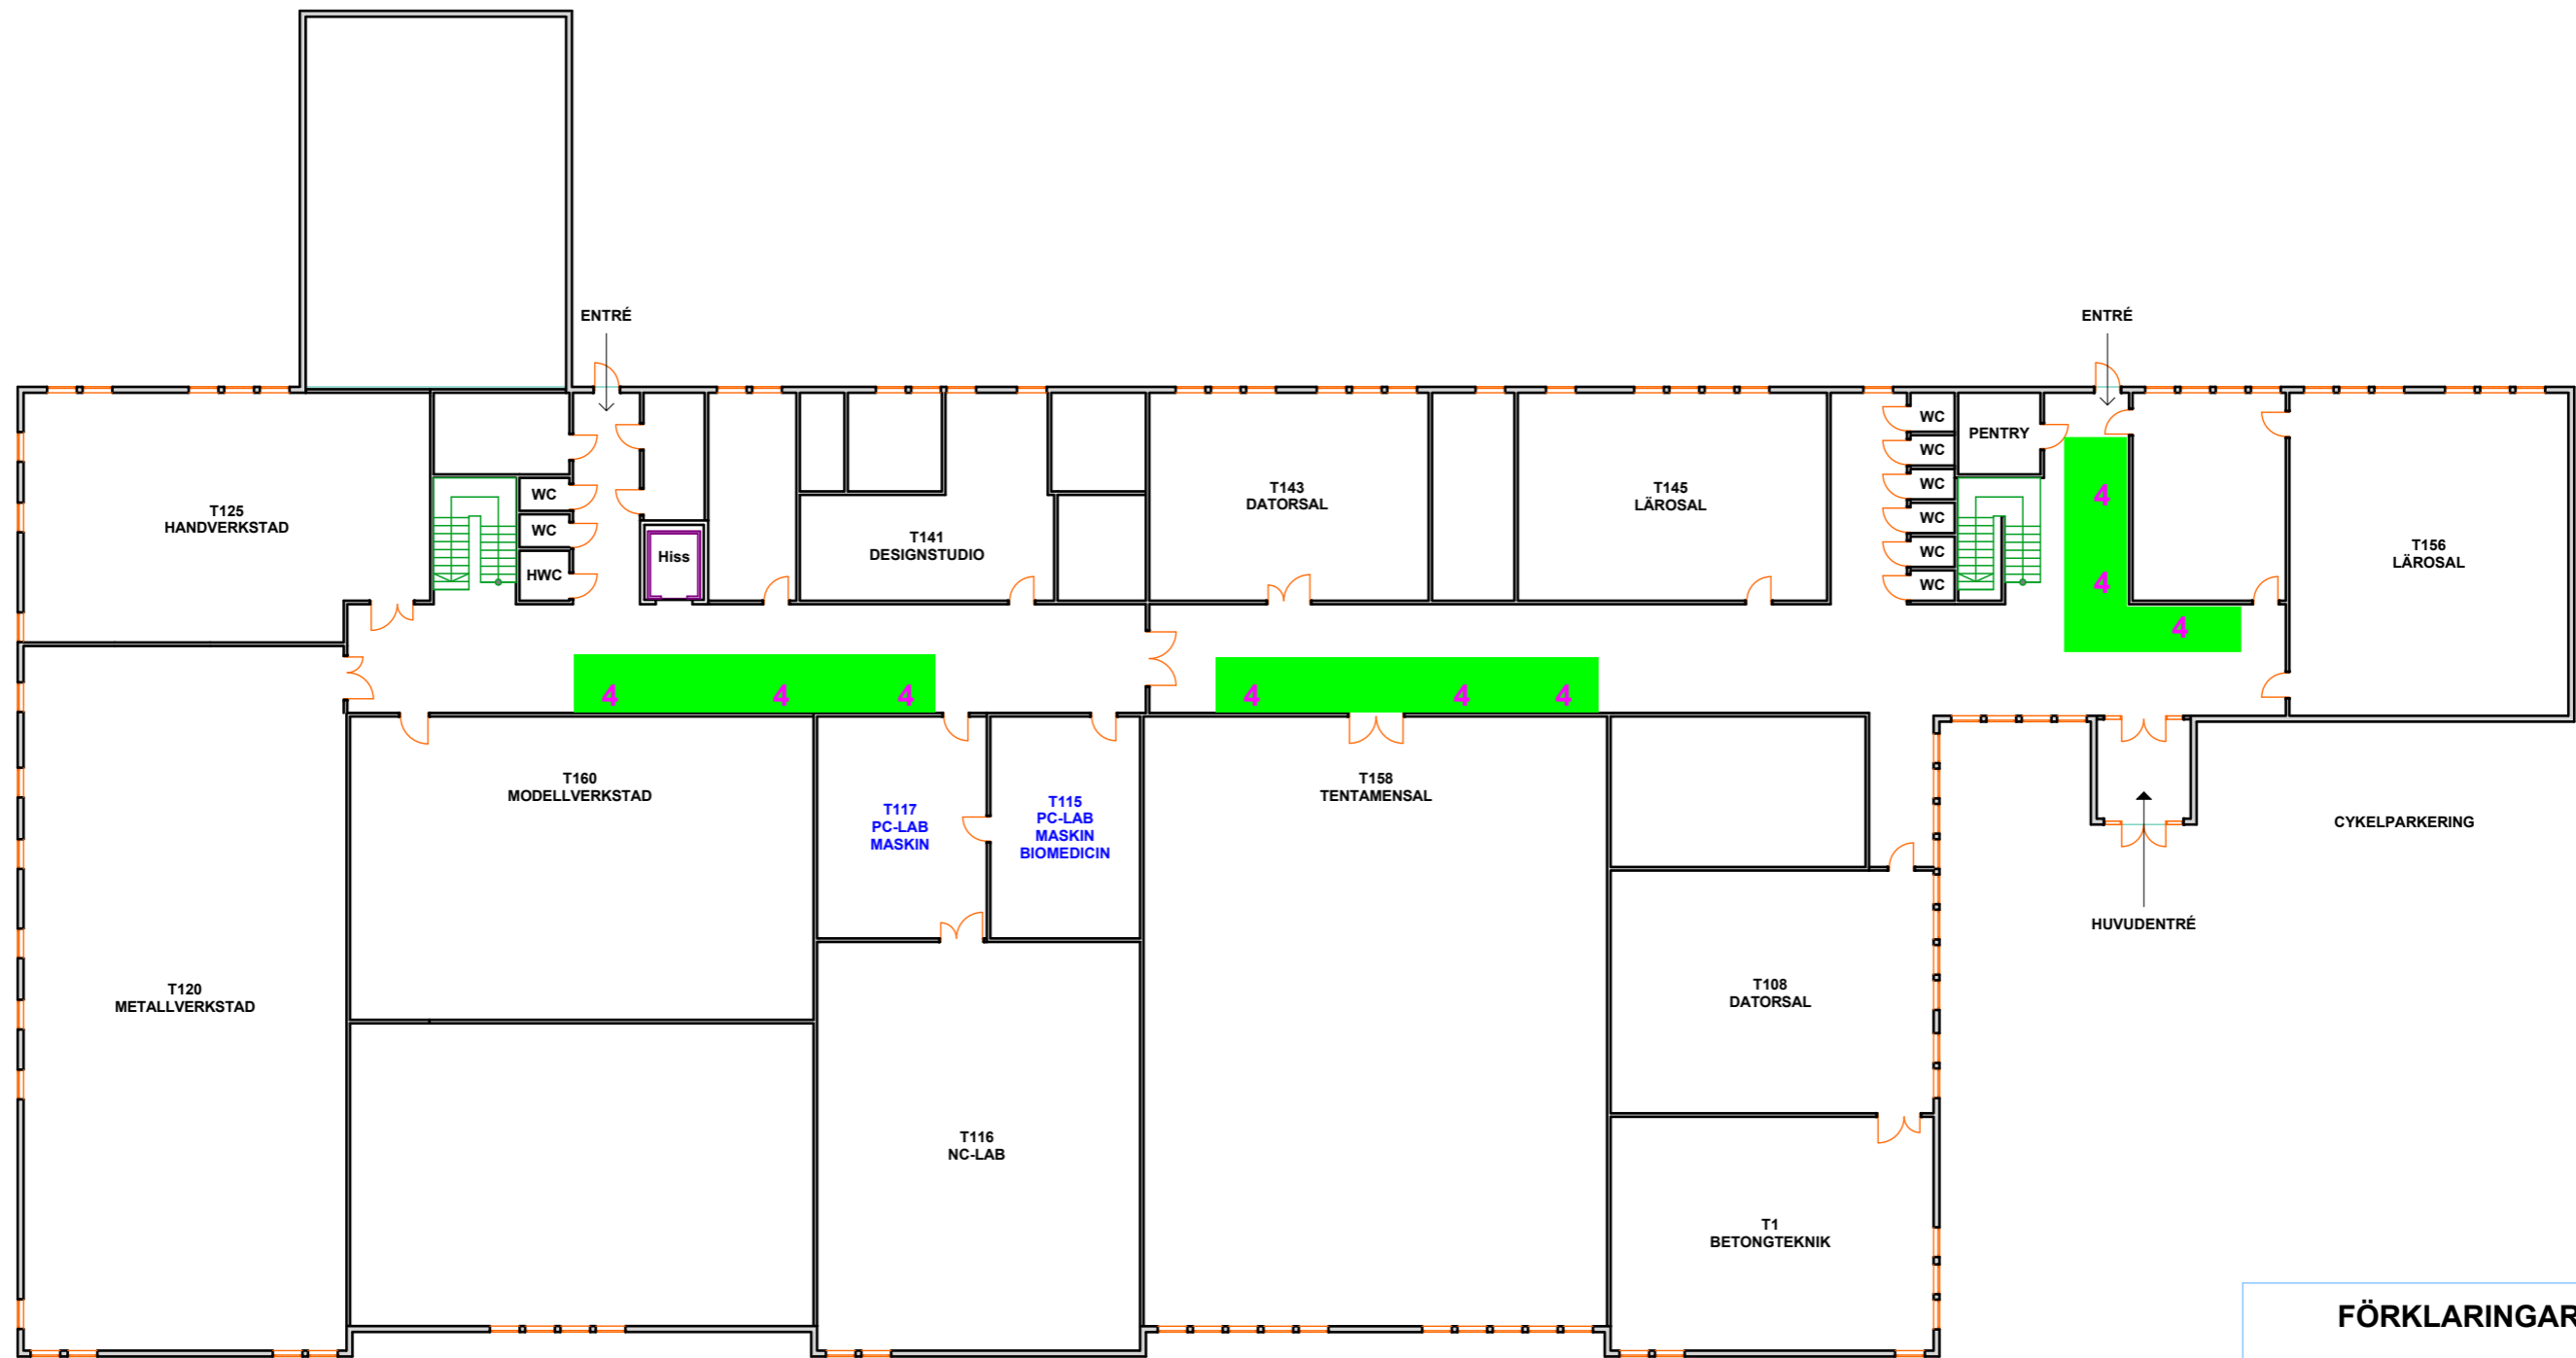 ENTRÉ
ENTRÉ
WC
WC
WC
WC
WC
WC
PENTRY
4
4
4
T125
HANDVERKSTAD
WC
WC
HWC
Hiss
T141
DESIGNSTUDIO
T143
DATORSAL
T145
LÄROSAL
T156
LÄROSAL
4
4
4
4
4
4
T160
MODELLVERKSTAD
T117
PC-LAB
MASKIN
T115
PC-LAB
MASKIN
BIOMEDICIN
T158
TENTAMENSAL
CYKELPARKERING
HUVUDENTRÉ
T120
METALLVERKSTAD
T108
DATORSAL
T116
NC-LAB
T1
BETONGTEKNIK
FÖRKLARINGAR